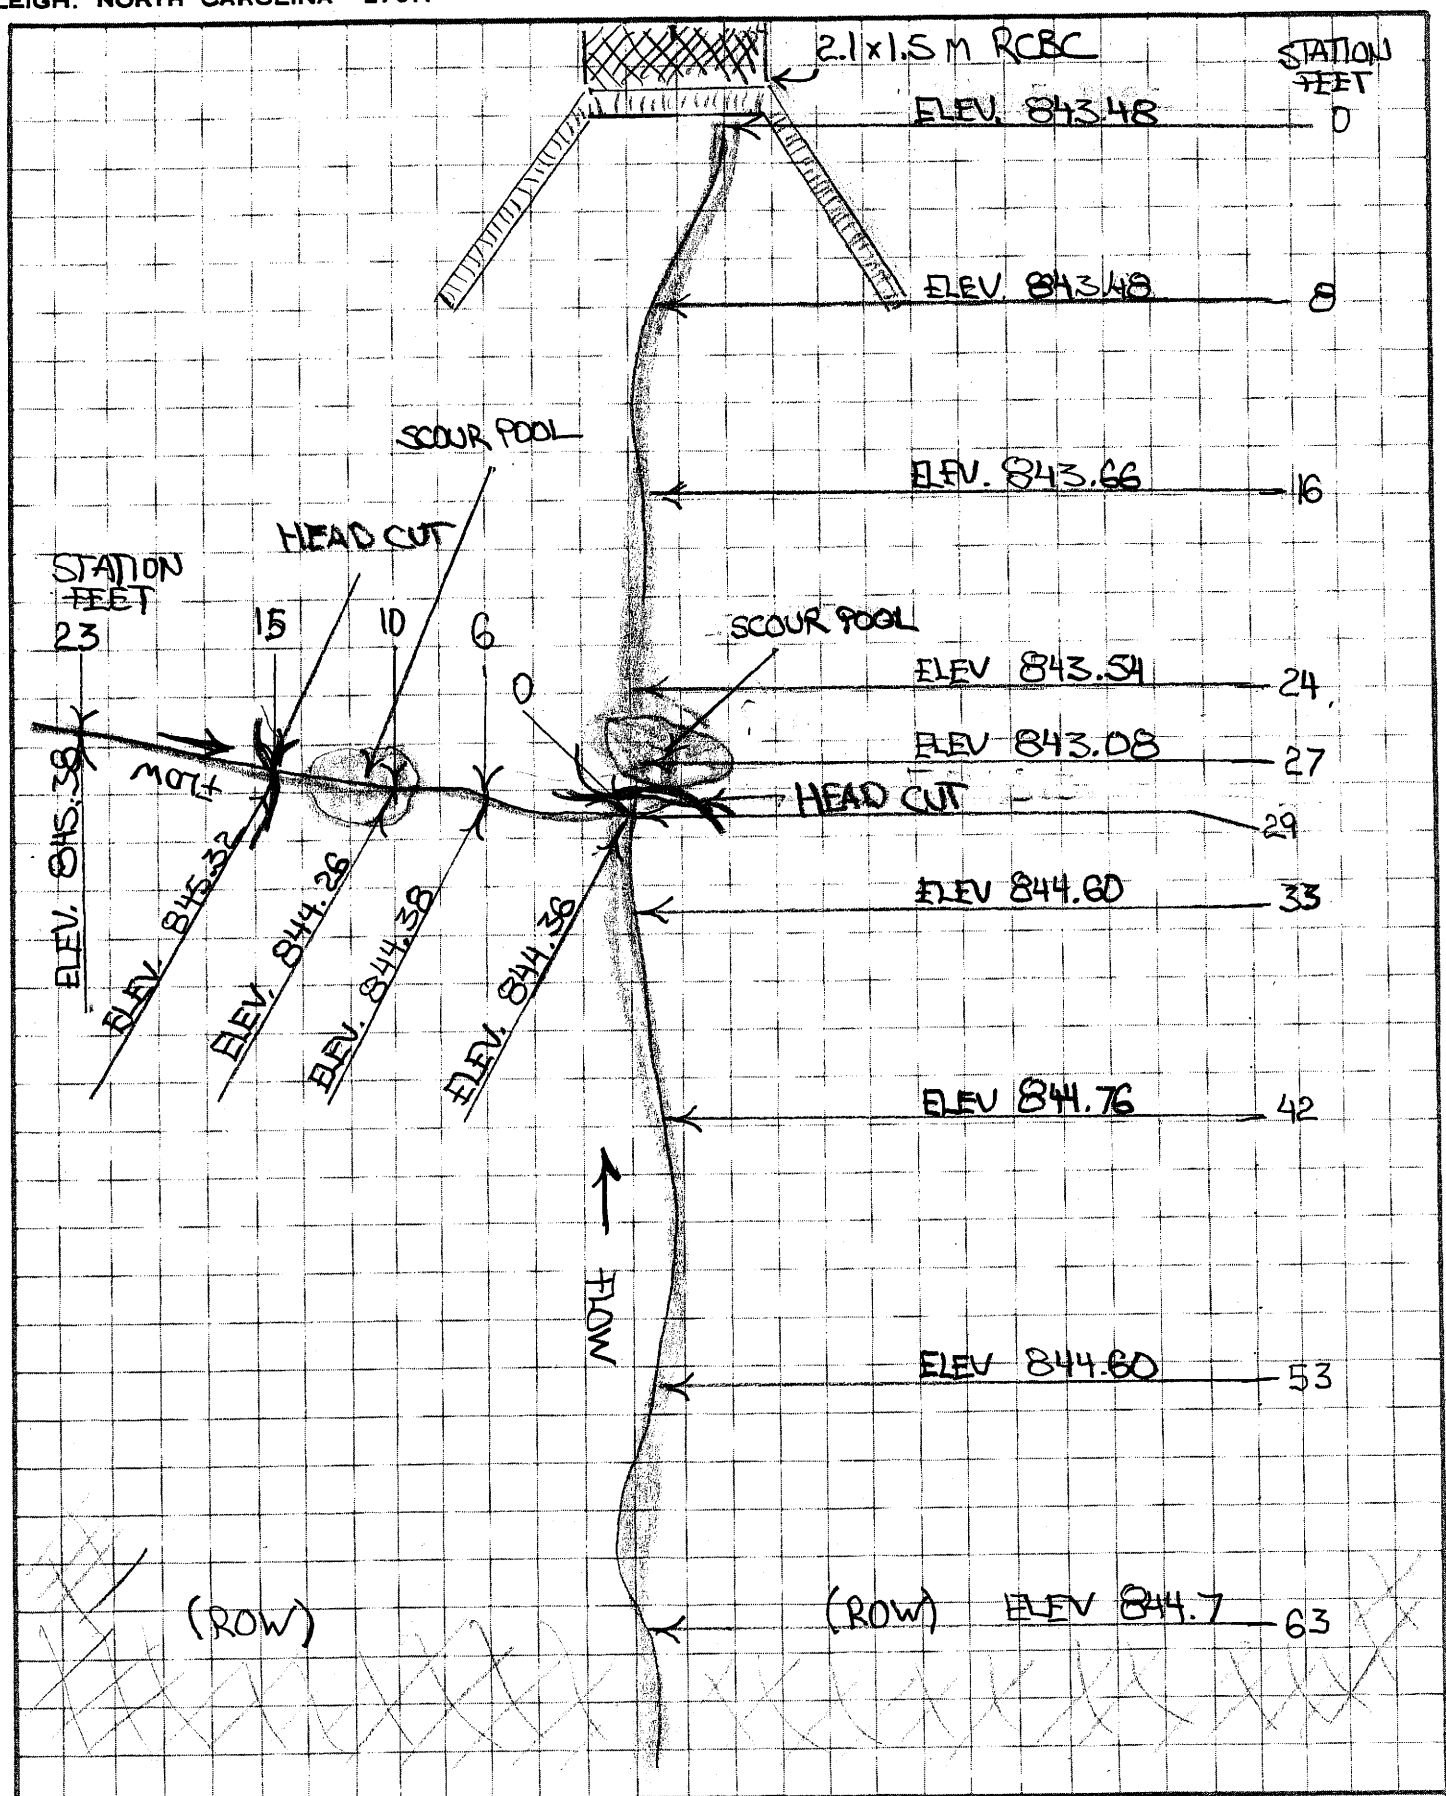 NORTH CAROLINA
2.1x1.5 M RCBC
STATION
FEET
ELEV. 843.48
0
ELEV. 843.48
8
SCOUR POOL
ELEV. 843.66
16
HEAD CUT
STATION
FEET
23
15
10
6
0
SCOUR POOL
ELEV 843.54
24
ELEV 843.08
27
FLOW
HEAD CUT
29
ELEV. 845.38
ELEV. 845.32
ELEV. 844.26
ELEV. 844.38
ELEV. 844.36
ELEV 844.60
33
ELEV 844.76
42
FLOW
ELEV 844.60
53
(ROW)
(ROW) ELEV 844.7
63